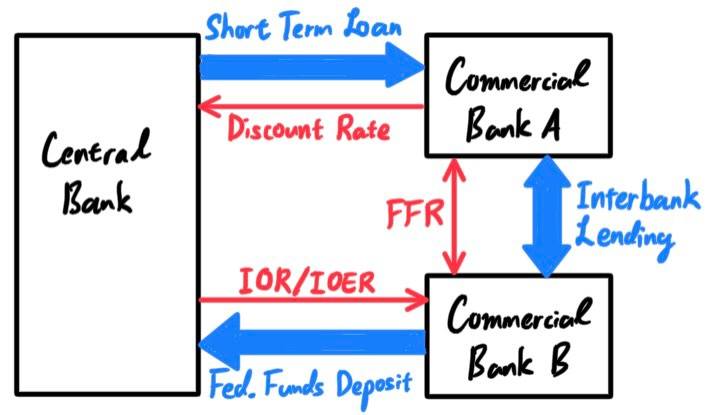 Short Term Loan
Commercial
Bank A
Discount Rate
Central
Bank
FFR
Interbank
Lending
IOR/IOER
Commercial
Bank B
Fed. Funds Deposit